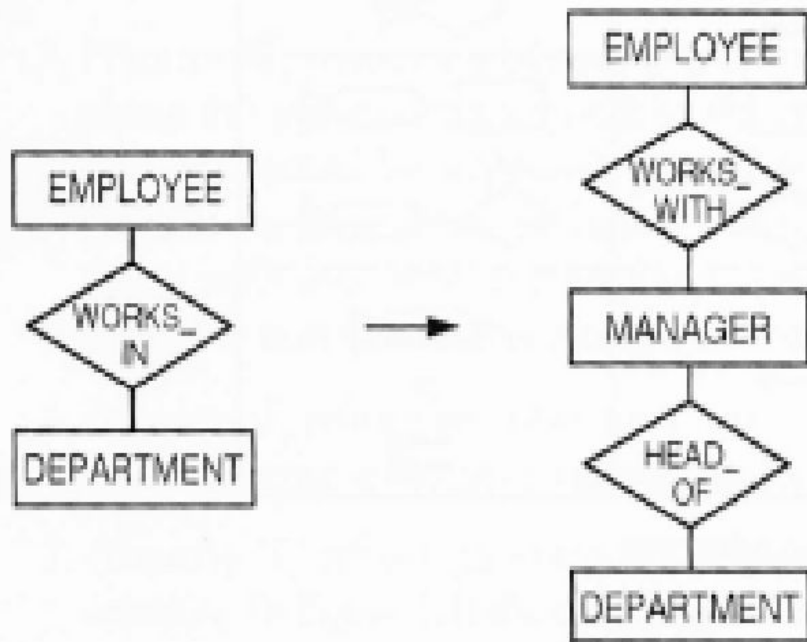 EMPLOYEE
WORKS_
IN
DEPARTMENT
EMPLOYEE
WORKS_
WITH
MANAGER
HEAD_
OF
DEPARTMENT